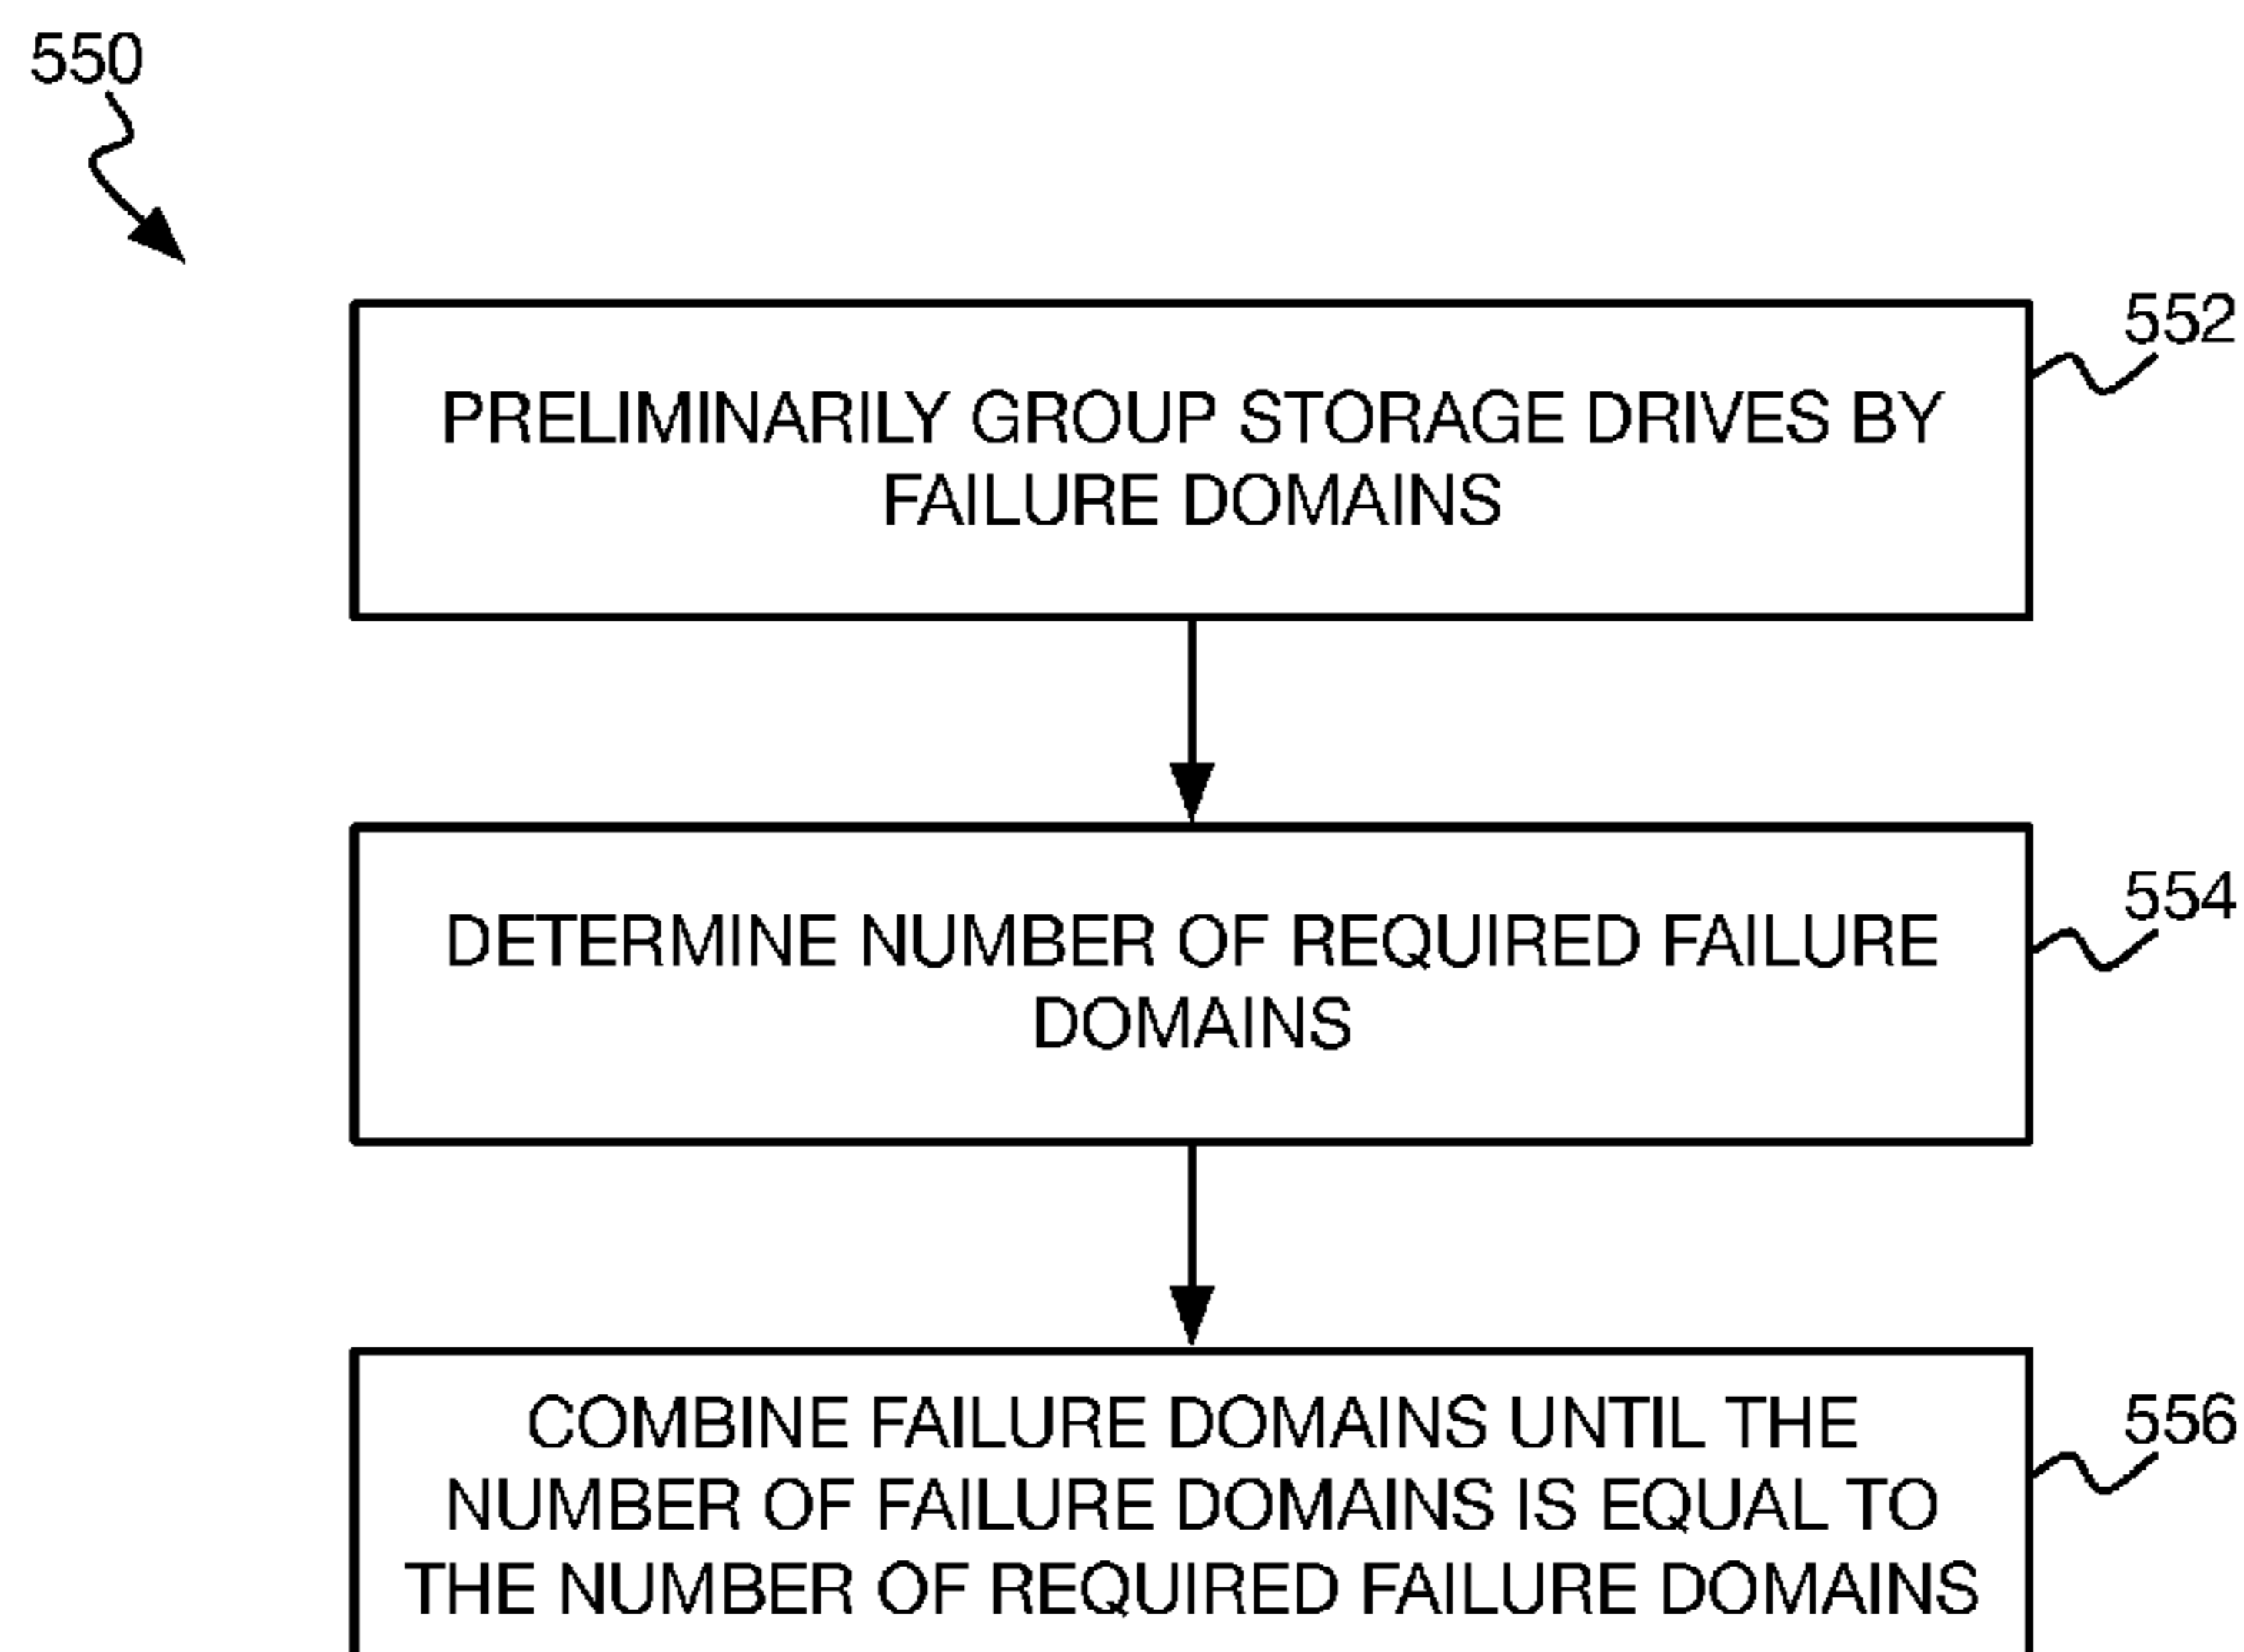 550
552
PRELIMINARILY GROUP STORAGE DRIVES BY
FAILURE DOMAINS
554
DETERMINE NUMBER OF REQUIRED FAILURE
DOMAINS
556
COMBINE FAILURE DOMAINS UNTIL THE
NUMBER OF FAILURE DOMAINS IS EQUAL TO
THE NUMBER OF REQUIRED FAILURE DOMAINS